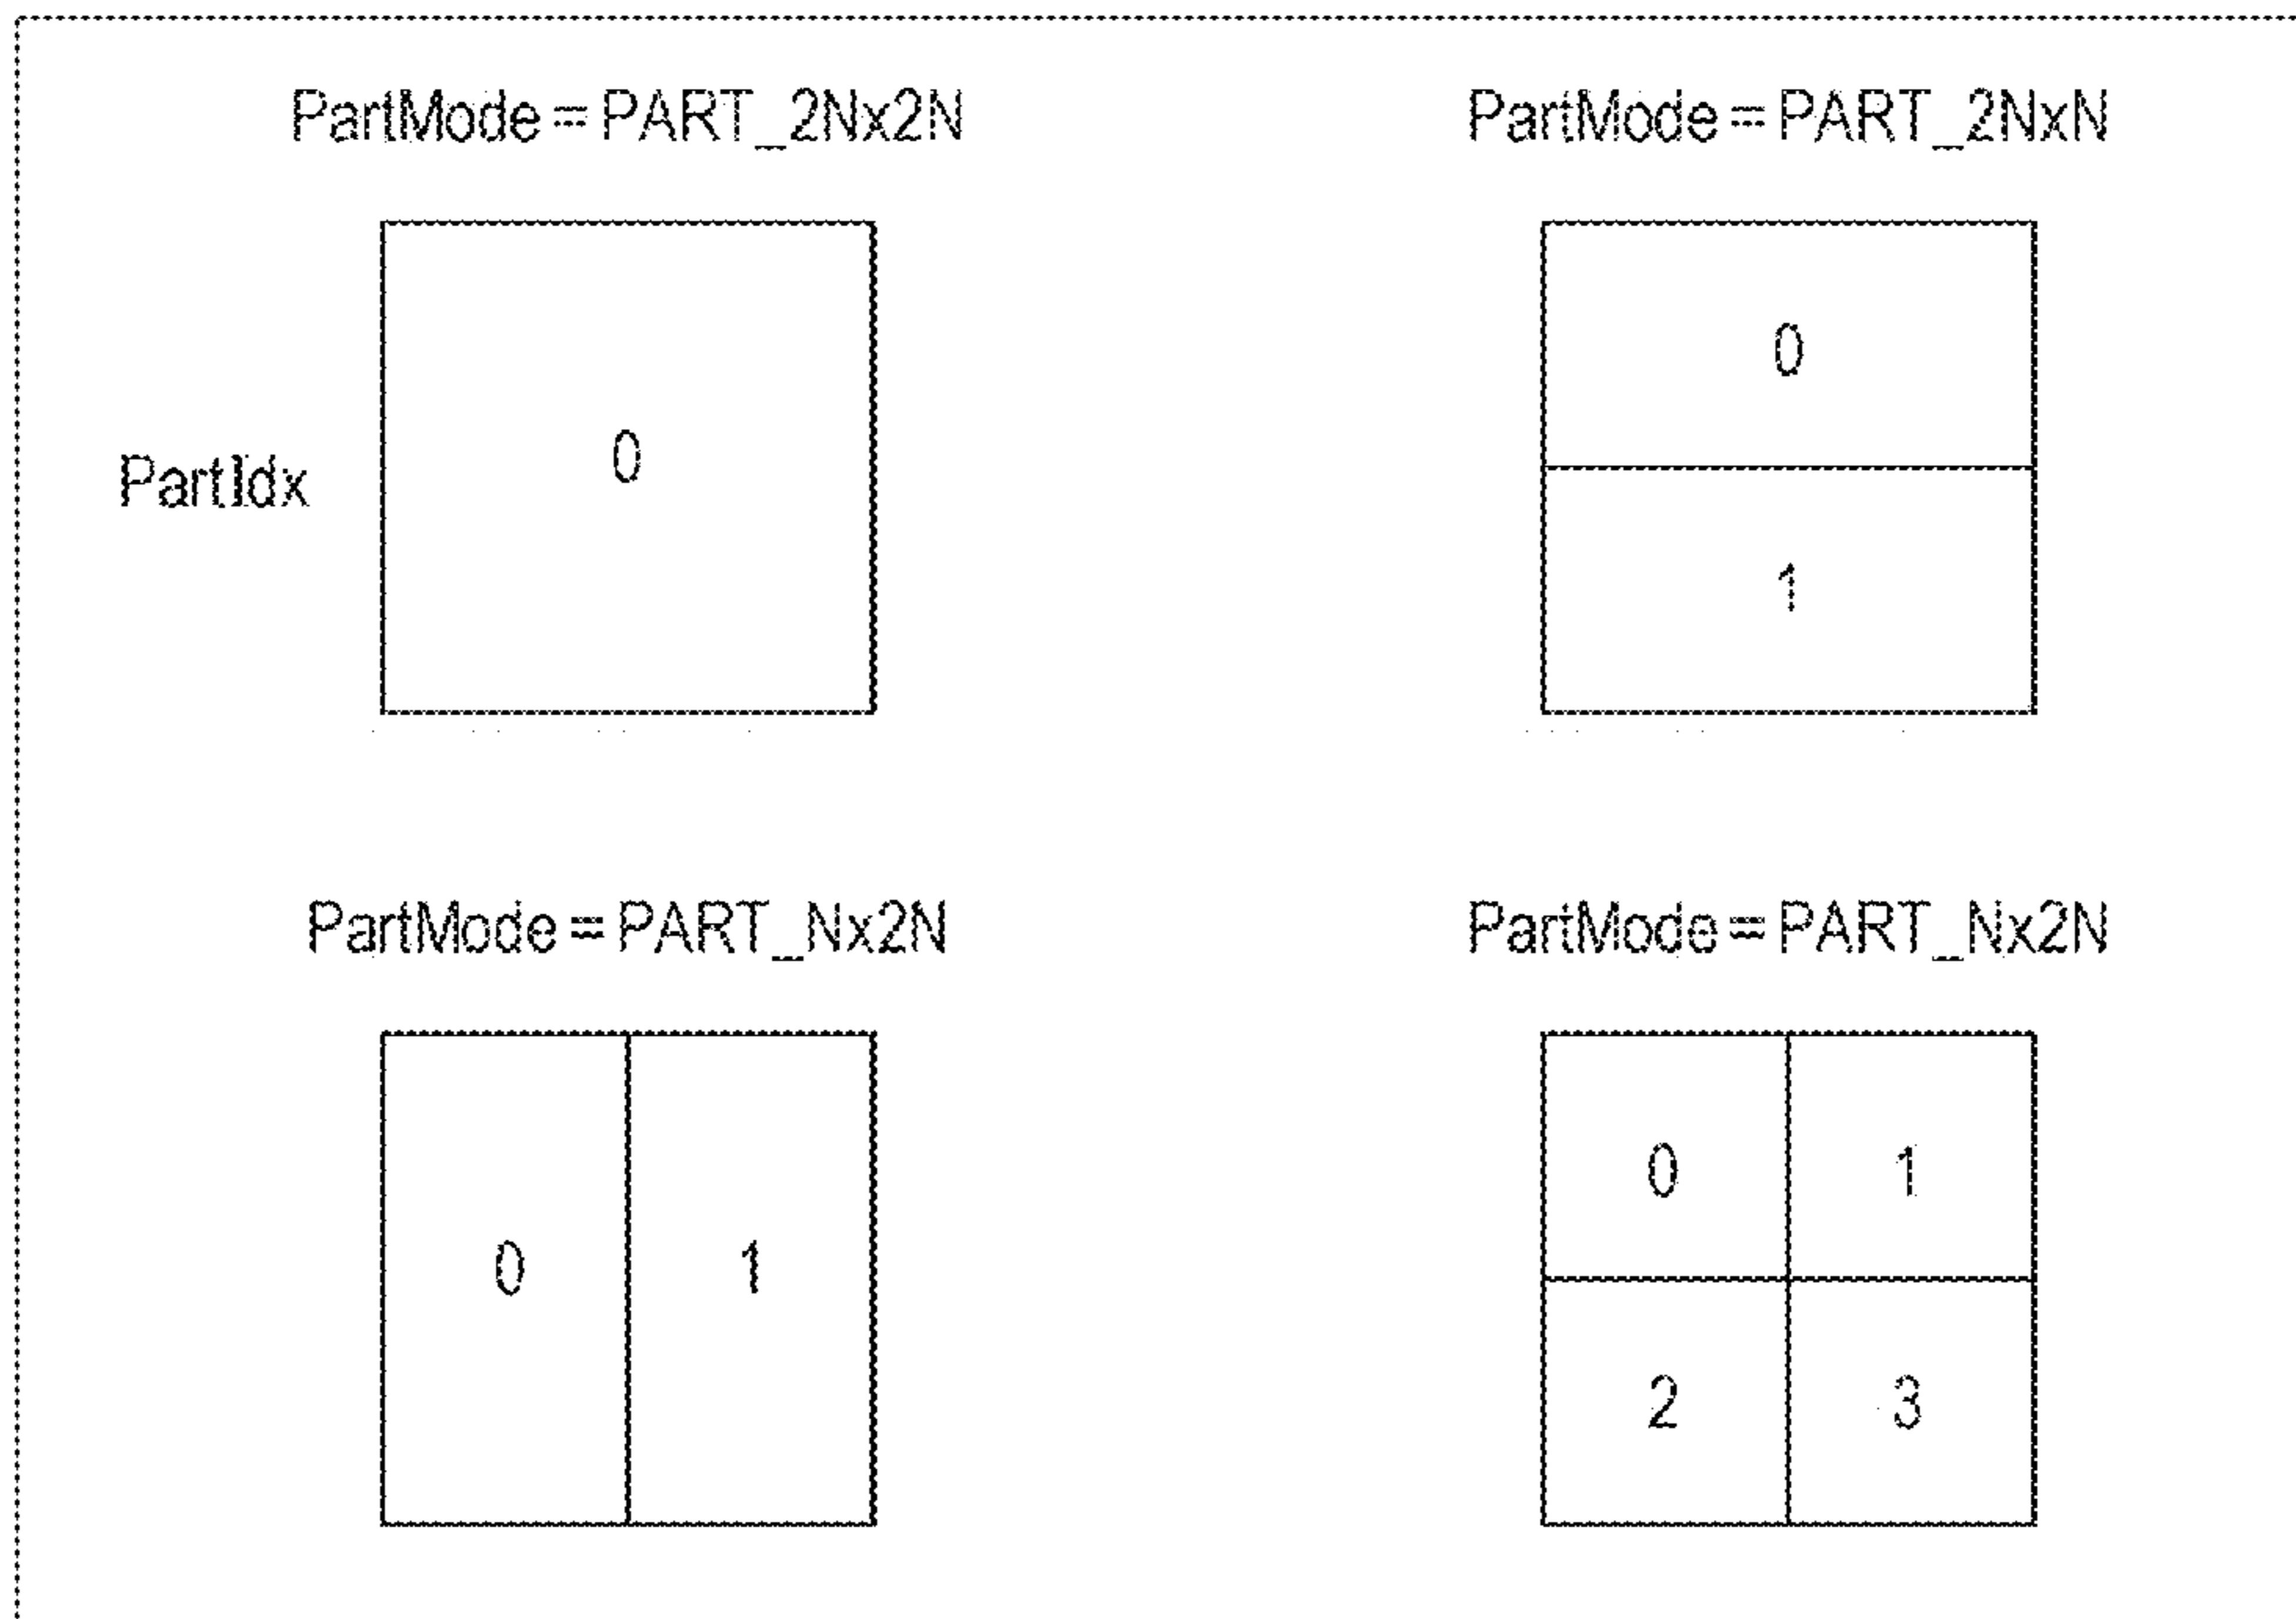 PartMode = PART_2Nx2N
PartMode = PART_2NxN
PartIdx
0
0
1
PartMode = PART_Nx2N
PartMode = PART_Nx2N
0
1
0
1
2
3